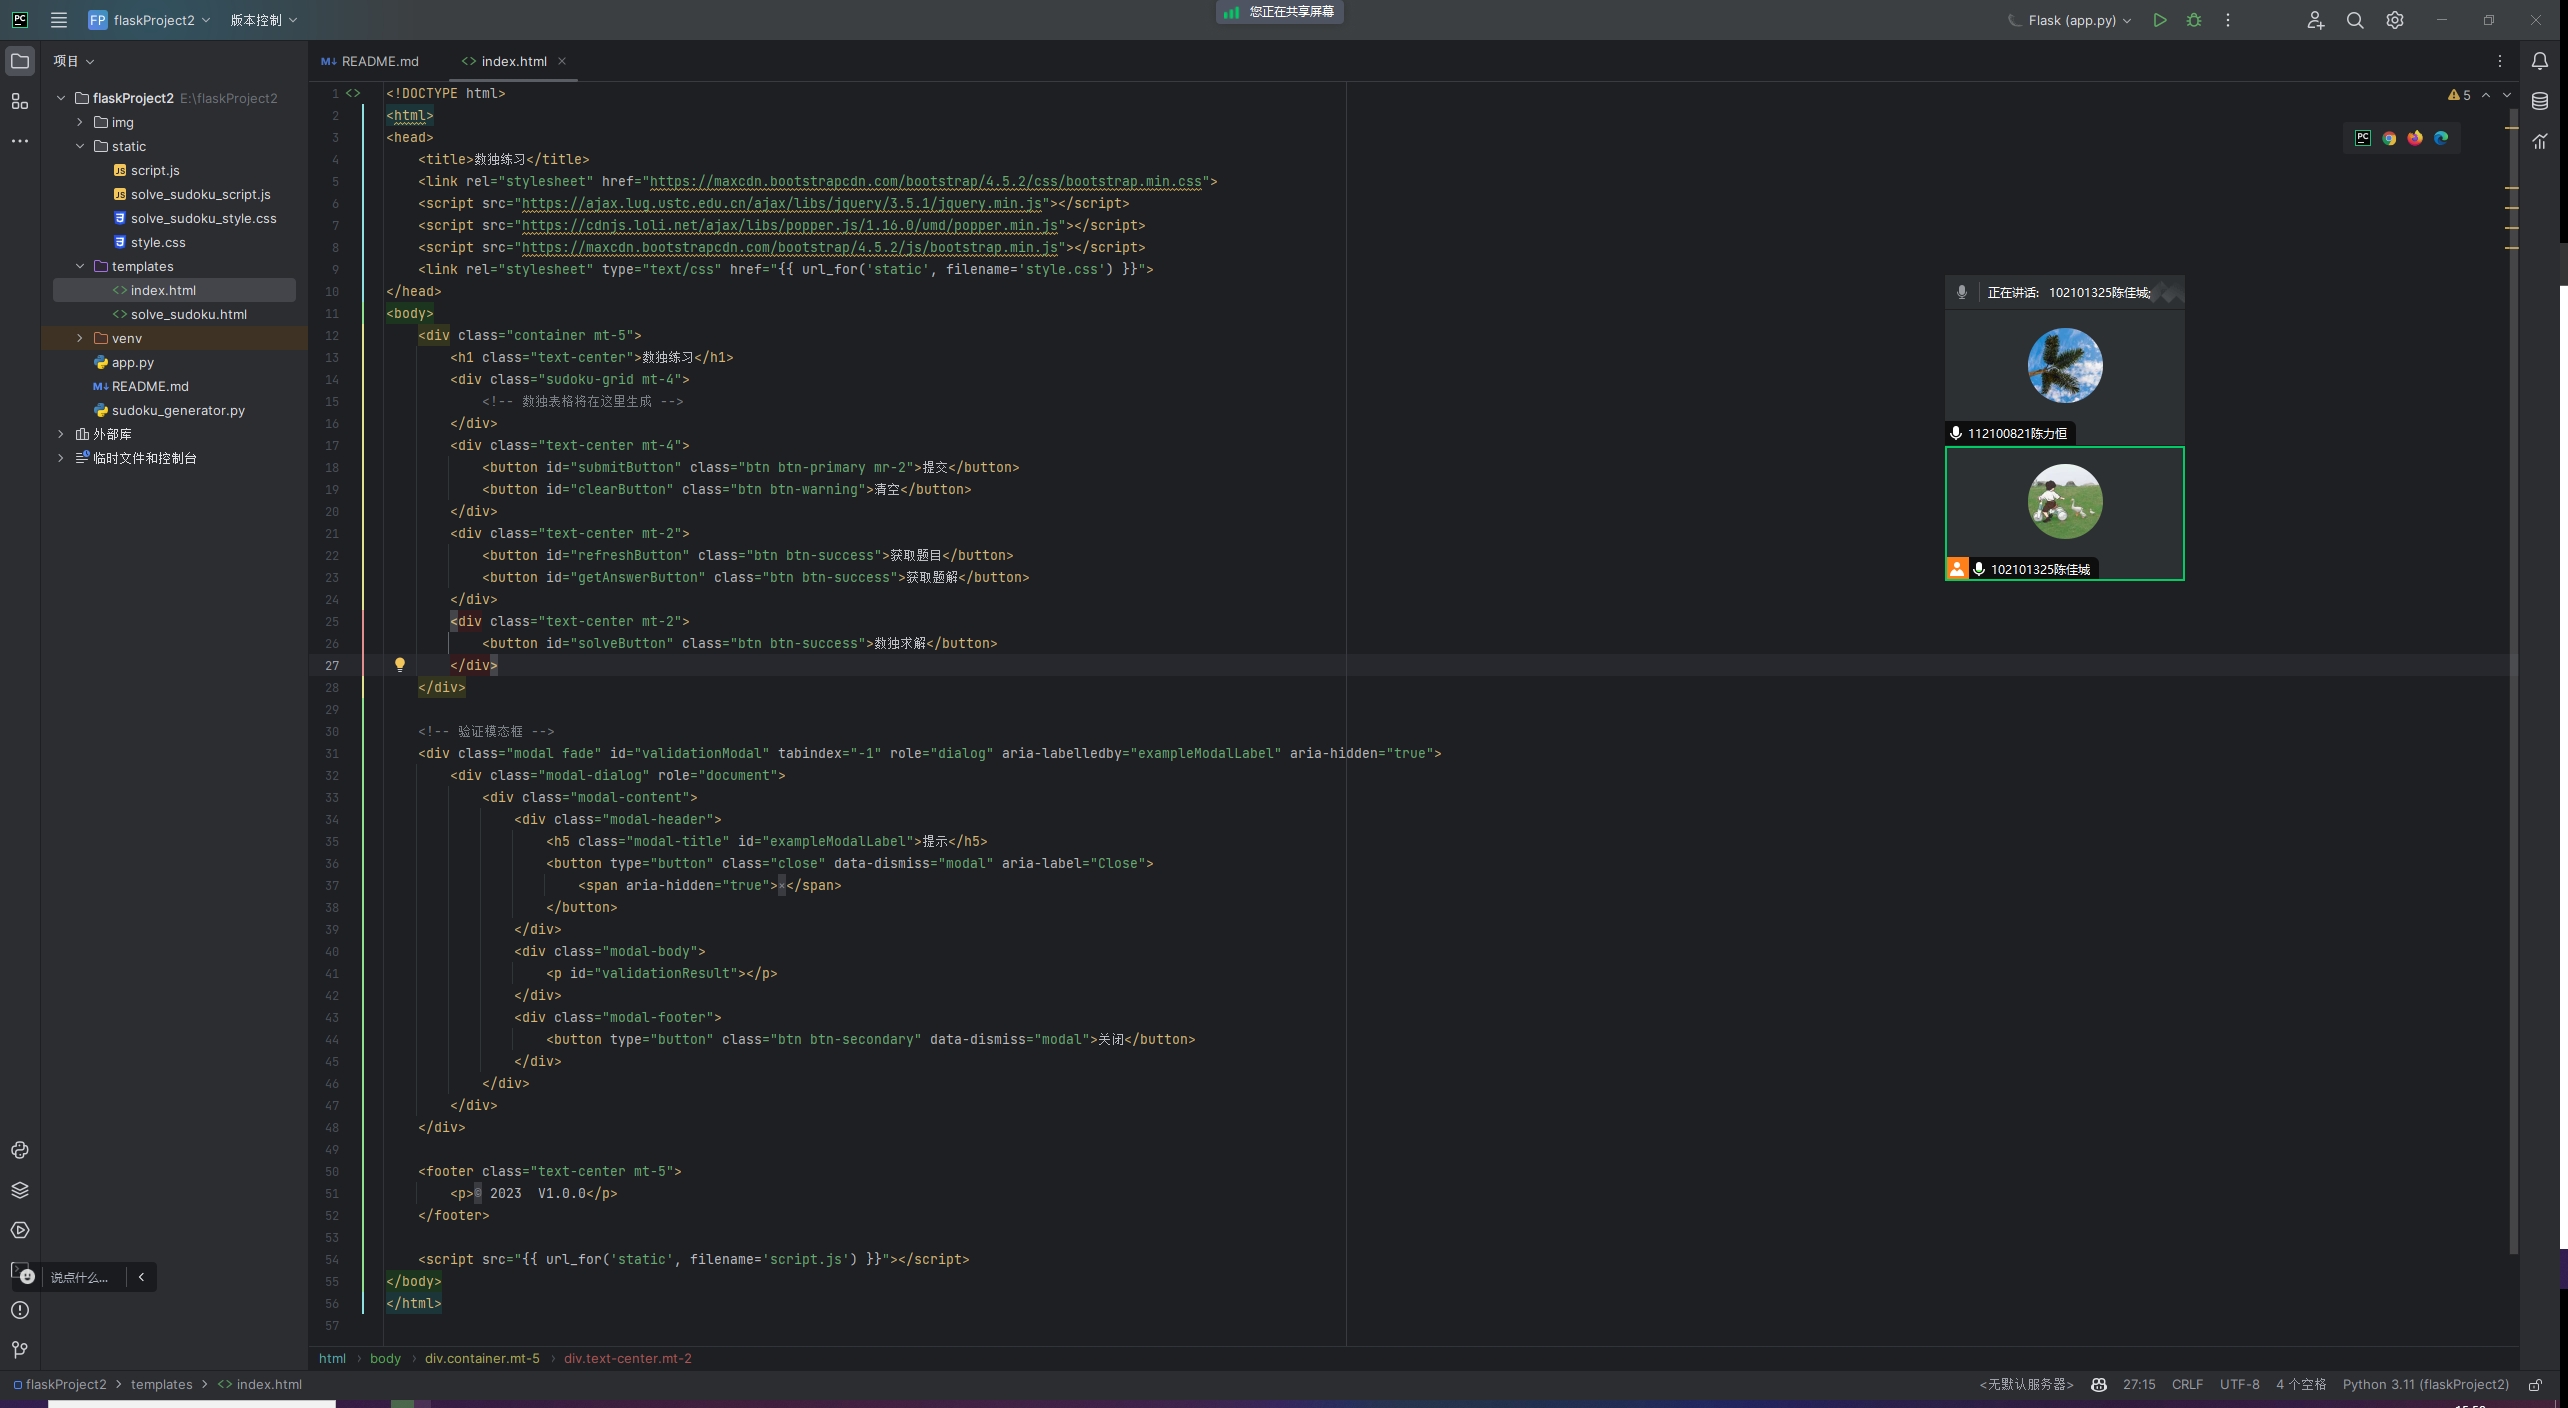 PC
FP flaskProject2
版本控制
您正在共享屏幕
Flask (app.py)
项目
README.md
index.html
flaskProject2 E:\flaskProject2
img
static
script.js
solve_sudoku_script.js
solve_sudoku_style.css
style.css
templates
index.html
solve_sudoku.html
venv
app.py
README.md
sudoku_generator.py
外部库
临时文件和控制台
5
1 <!DOCTYPE html>
2 <html>
3 <head>
4 <title>数独练习</title>
5 <link rel="stylesheet" href="https://maxcdn.bootstrapcdn.com/bootstrap/4.5.2/css/bootstrap.min.css">
6 <script src="https://ajax.lug.ustc.edu.cn/ajax/libs/jquery/3.5.1/jquery.min.js"></script>
7 <script src="https://cdnjs.loli.net/ajax/libs/popper.js/1.16.0/umd/popper.min.js"></script>
8 <script src="https://maxcdn.bootstrapcdn.com/bootstrap/4.5.2/js/bootstrap.min.js"></script>
9 <link rel="stylesheet" type="text/css" href="{{ url_for('static', filename='style.css') }}">
10 </head>
11 <body>
12 <div class="container mt-5">
13 <h1 class="text-center">数独练习</h1>
14 <div class="sudoku-grid mt-4">
15 <!-- 数独表格将在这里生成 -->
16 </div>
17 <div class="text-center mt-4">
18 <button id="submitButton" class="btn btn-primary mr-2">提交</button>
19 <button id="clearButton" class="btn btn-warning">清空</button>
20 </div>
21 <div class="text-center mt-2">
22 <button id="refreshButton" class="btn btn-success">获取题目</button>
23 <button id="getAnswerButton" class="btn btn-success">获取题解</button>
24 </div>
25 <div class="text-center mt-2">
26 <button id="solveButton" class="btn btn-success">数独求解</button>
27 </div>
28 </div>
29
30 <!-- 验证模态框 -->
31 <div class="modal fade" id="validationModal" tabindex="-1" role="dialog" aria-labelledby="exampleModalLabel" aria-hidden="true">
32 <div class="modal-dialog" role="document">
33 <div class="modal-content">
34 <div class="modal-header">
35 <h5 class="modal-title" id="exampleModalLabel">提示</h5>
36 <button type="button" class="close" data-dismiss="modal" aria-label="Close">
37 <span aria-hidden="true">×</span>
38 </button>
39 </div>
40 <div class="modal-body">
41 <p id="validationResult"></p>
42 </div>
43 <div class="modal-footer">
44 <button type="button" class="btn btn-secondary" data-dismiss="modal">关闭</button>
45 </div>
46 </div>
47 </div>
48 </div>
49
50 <footer class="text-center mt-5">
51 <p>© 2023 V1.0.0</p>
52 </footer>
53
54 <script src="{{ url_for('static', filename='script.js') }}"></script>
55 </body>
56 </html>
57
正在讲话: 102101325陈佳城;
112100821陈力恒
102101325陈佳城
说点什么...
html › body › div.container.mt-5 › div.text-center.mt-2
flaskProject2 › templates › index.html
<无默认服务器>
27:15
CRLF
UTF-8
4 个空格
Python 3.11 (flaskProject2)